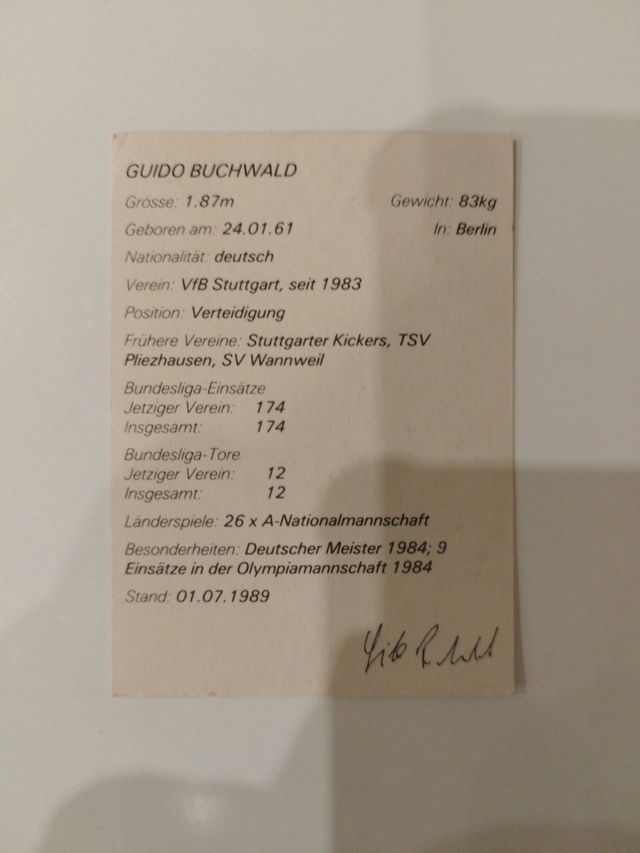 GUIDO BUCHWALD
Grösse: 1.87m Gewicht: 83kg
Geboren am: 24.01.61 In: Berlin
Nationalität: deutsch
Verein: VfB Stuttgart, seit 1983
Position: Verteidigung
Frühere Vereine: Stuttgarter Kickers, TSV
Pliezhausen, SV Wannweil
Bundesliga-Einsätze
Jetziger Verein: 174
Insgesamt: 174
Bundesliga-Tore
Jetziger Verein: 12
Insgesamt: 12
Länderspiele: 26 x A-Nationalmannschaft
Besonderheiten: Deutscher Meister 1984; 9
Einsätze in der Olympiamannschaft 1984
Stand: 01.07.1989